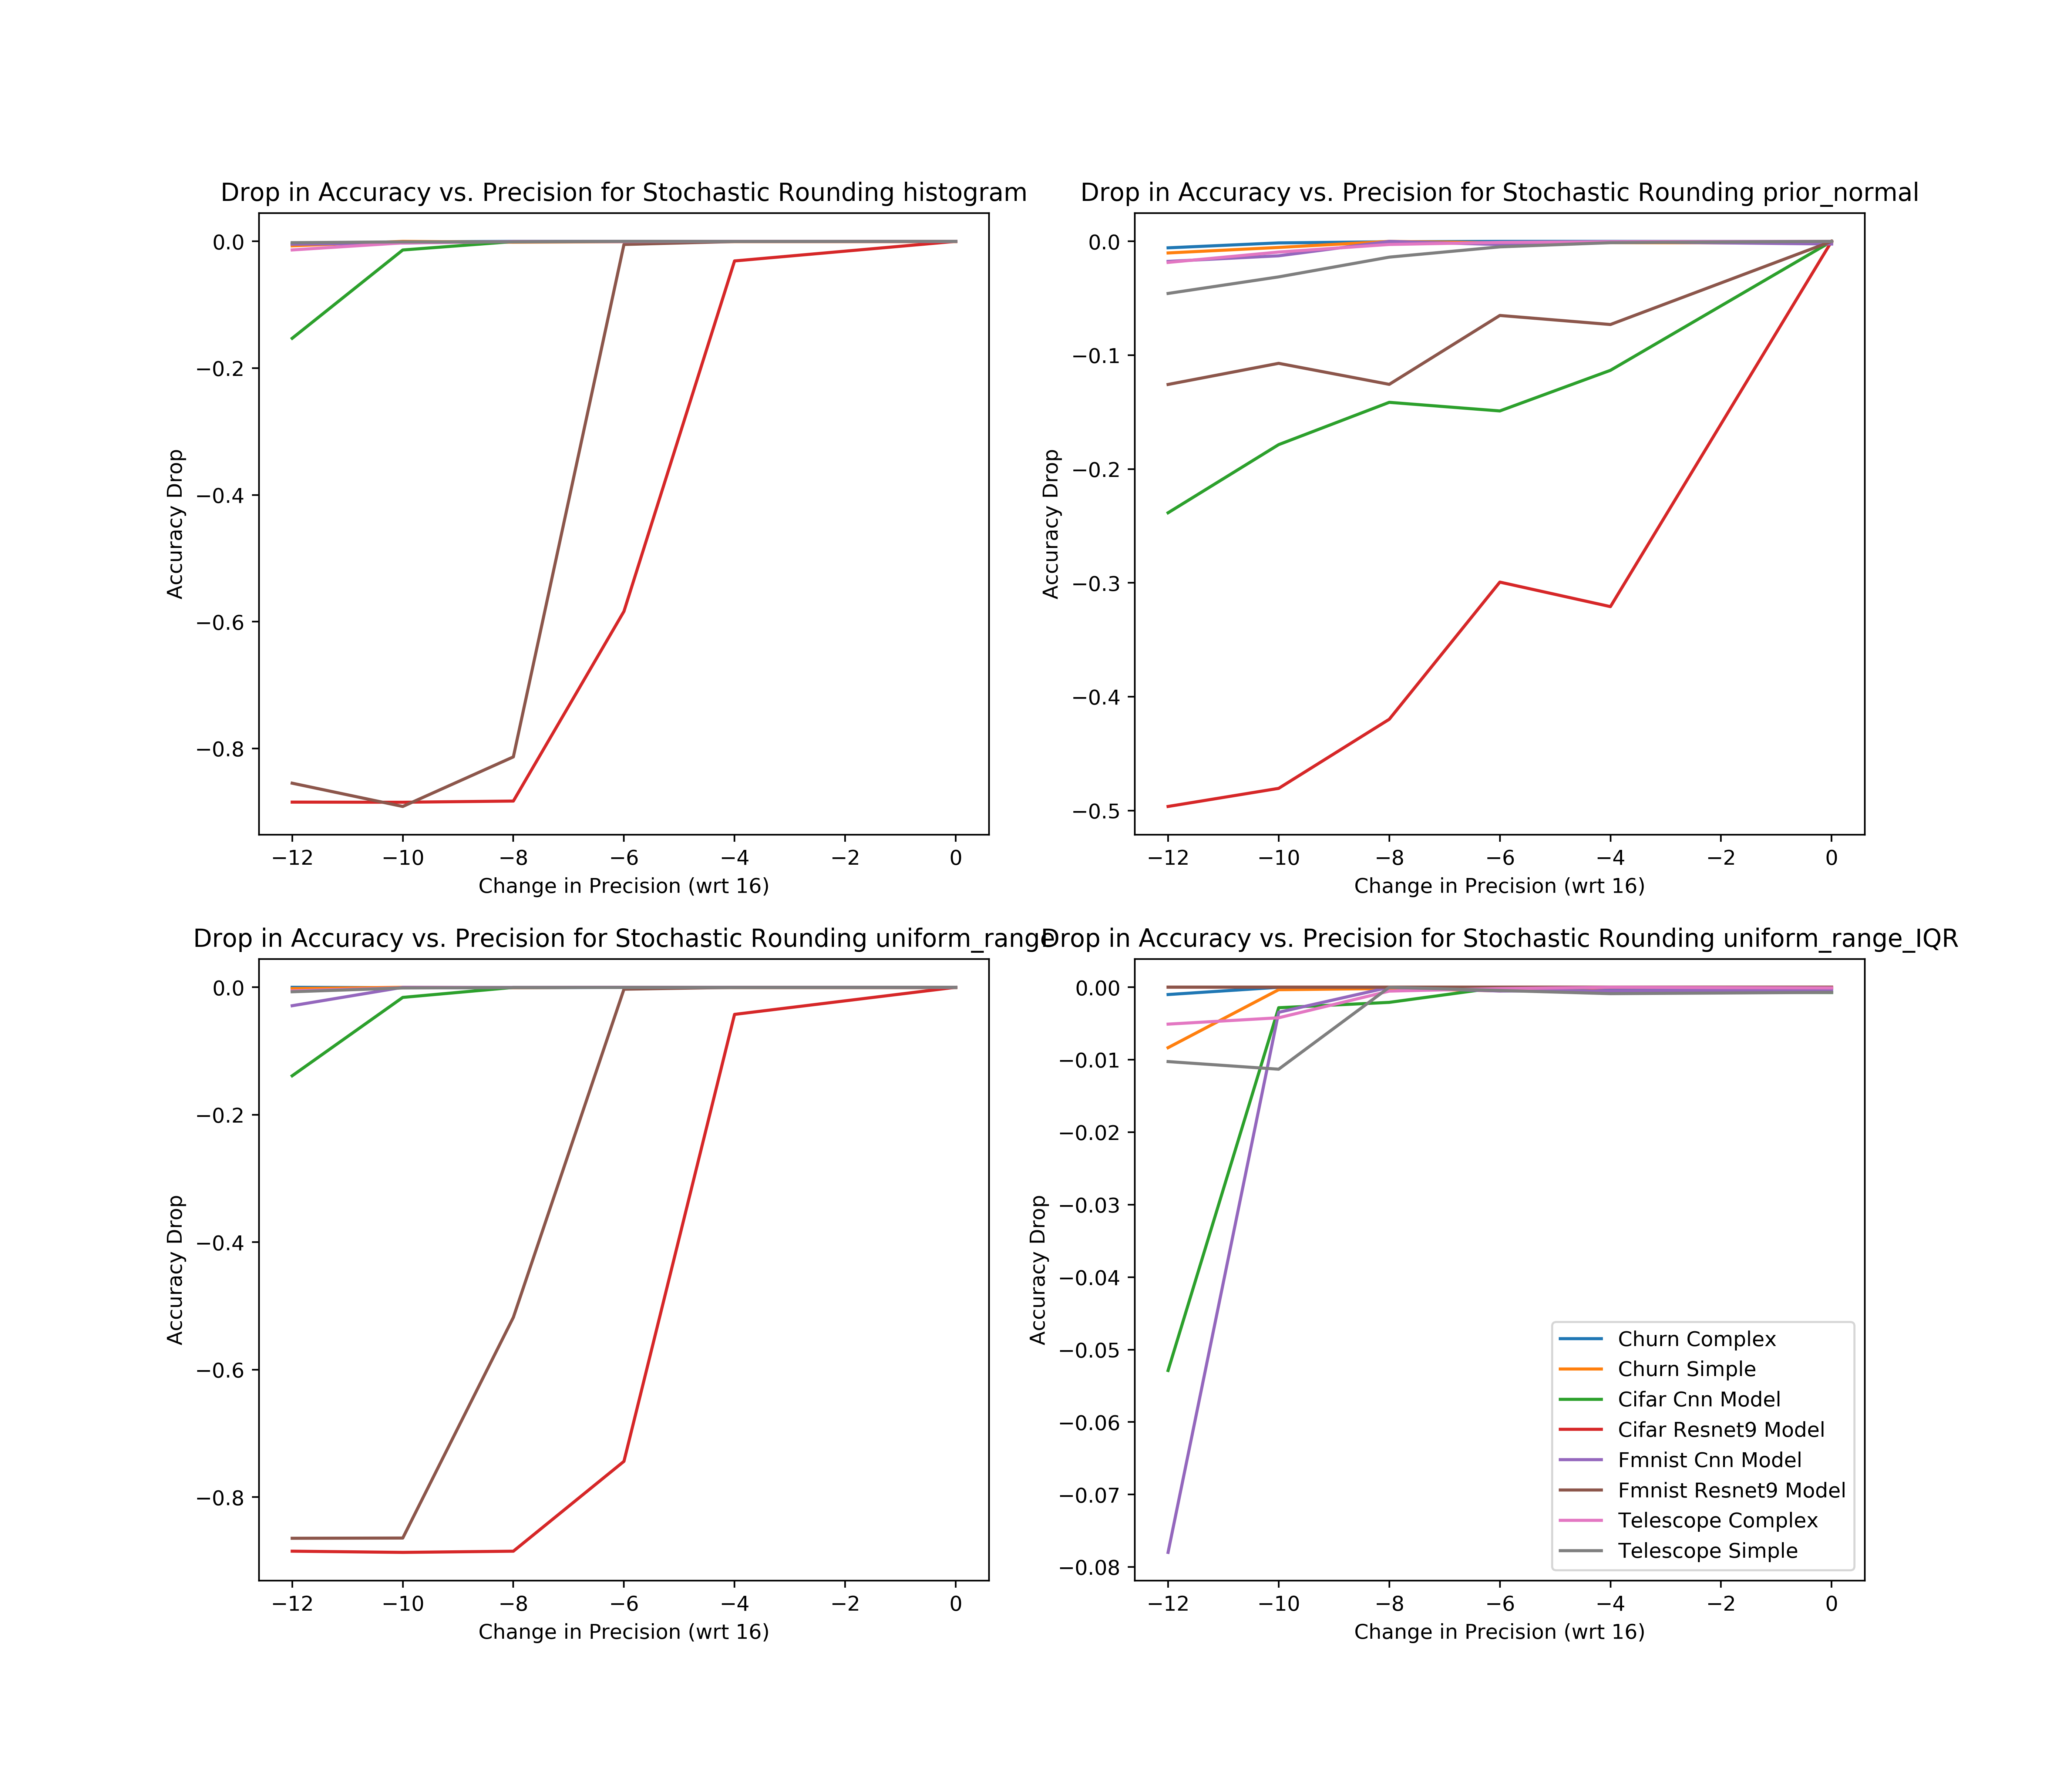 Drop in Accuracy vs. Precision for Stochastic Rounding histogram
0.0
−0.2
−0.4
−0.6
−0.8
Accuracy Drop
−12 −10 −8 −6 −4 −2 0
Change in Precision (wrt 16)
Drop in Accuracy vs. Precision for Stochastic Rounding prior_normal
0.0
−0.1
−0.2
−0.3
−0.4
−0.5
Accuracy Drop
−12 −10 −8 −6 −4 −2 0
Change in Precision (wrt 16)
Drop in Accuracy vs. Precision for Stochastic Rounding uniform_range
0.0
−0.2
−0.4
−0.6
−0.8
Accuracy Drop
−12 −10 −8 −6 −4 −2 0
Change in Precision (wrt 16)
Drop in Accuracy vs. Precision for Stochastic Rounding uniform_range_IQR
0.00
−0.01
−0.02
−0.03
−0.04
−0.05
−0.06
−0.07
−0.08
Accuracy Drop
−12 −10 −8 −6 −4 −2 0
Change in Precision (wrt 16)
Churn Complex
Churn Simple
Cifar Cnn Model
Cifar Resnet9 Model
Fmnist Cnn Model
Fmnist Resnet9 Model
Telescope Complex
Telescope Simple